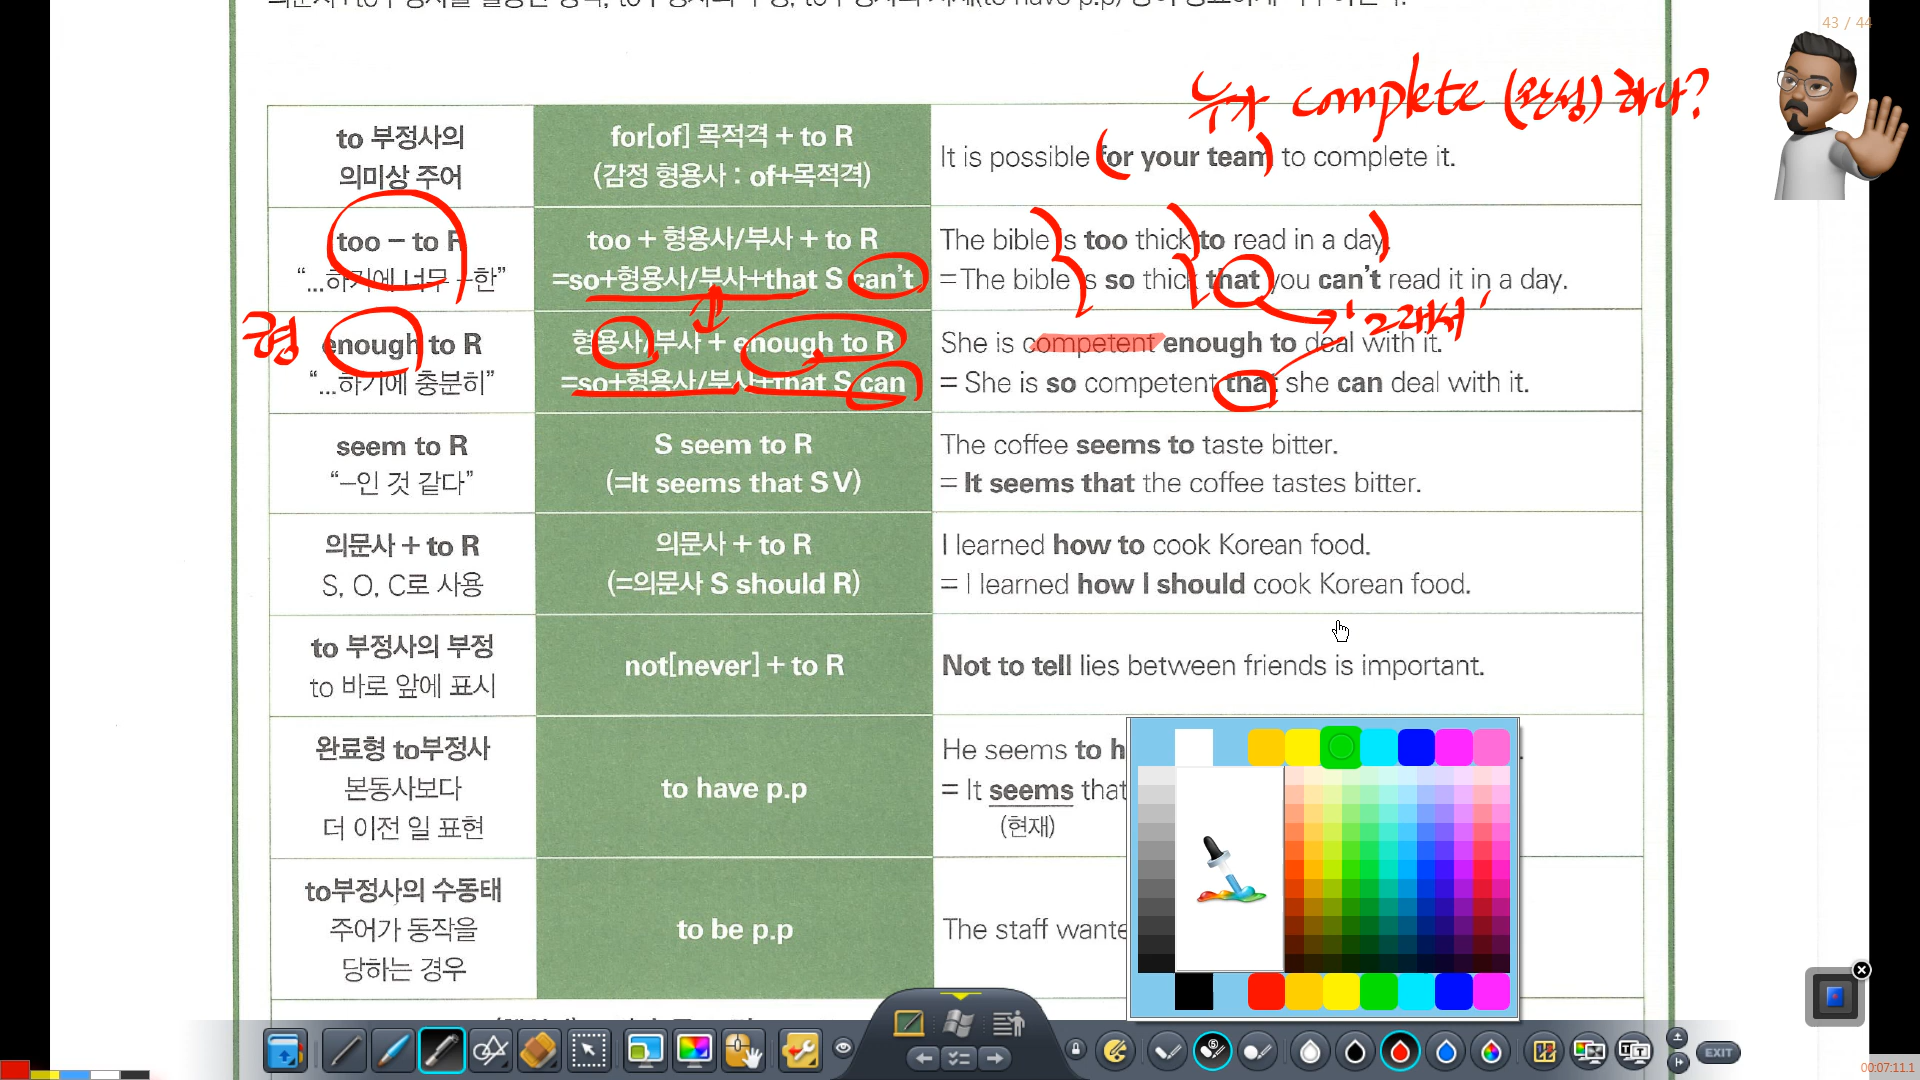 43 / 44
누가 complete (완성) 하나?
to 부정사의
의미상 주어
for[of] 목적격 + to R
(감정 형용사 : of+목적격)
It is possible for your team to complete it.
too – to R
“...하기에 너무 –한”
too + 형용사/부사 + to R
=so+형용사/부사+that S can't
The bible is too thick to read in a day.
= The bible is so thick that you can't read it in a day.
'그래서'
형
enough to R
“...하기에 충분히”
형용사/부사 + enough to R
=so+형용사/부사+that S can
She is competent enough to deal with it.
= She is so competent that she can deal with it.
seem to R
“–인 것 같다”
S seem to R
(=It seems that S V)
The coffee seems to taste bitter.
= It seems that the coffee tastes bitter.
의문사 + to R
S, O, C로 사용
의문사 + to R
(=의문사 S should R)
I learned how to cook Korean food.
= I learned how I should cook Korean food.
to 부정사의 부정
to 바로 앞에 표시
not[never] + to R
Not to tell lies between friends is important.
완료형 to부정사
본동사보다
더 이전 일 표현
to have p.p
He seems to h
= It seems that
(현재)
to부정사의 수동태
주어가 동작을
당하는 경우
to be p.p
The staff wante
EXIT
00:07:11.1